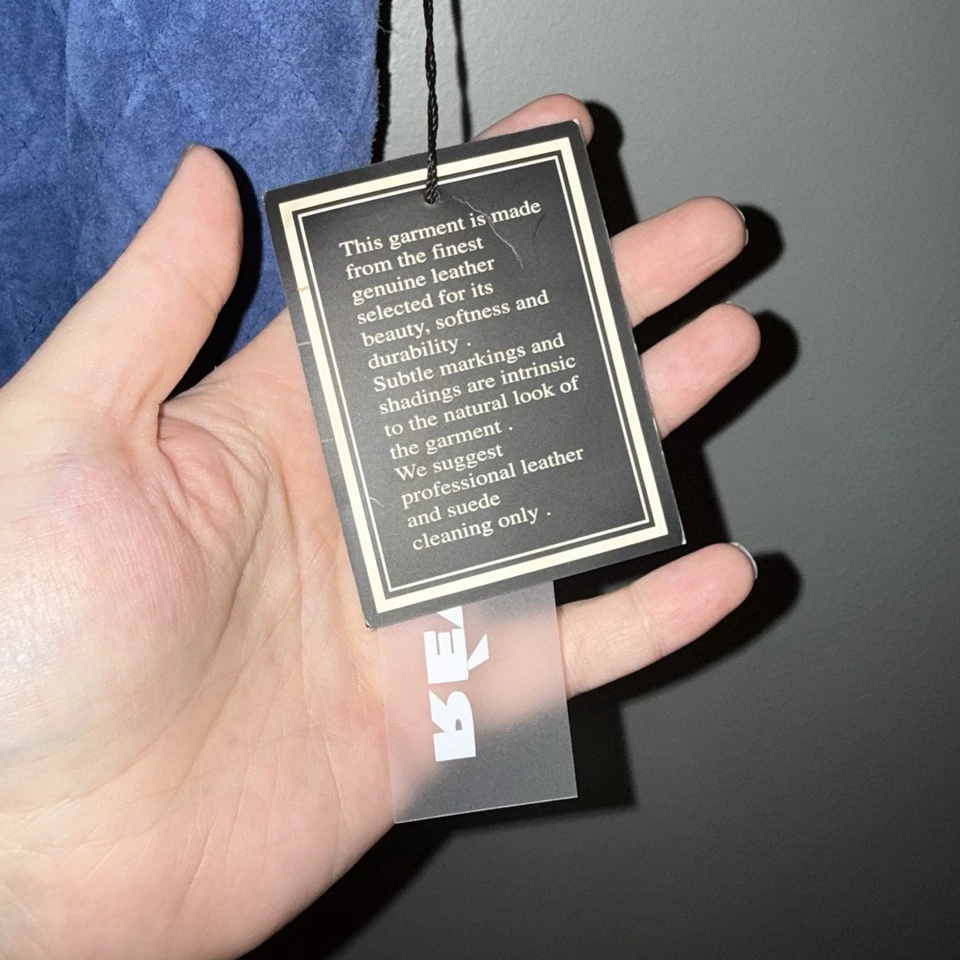 This garment is made
from the finest
genuine leather
selected for its
beauty, softness and
durability .
Subtle markings and
shadings are intrinsic
to the natural look of
the garment .
We suggest
professional leather
and suede
cleaning only .